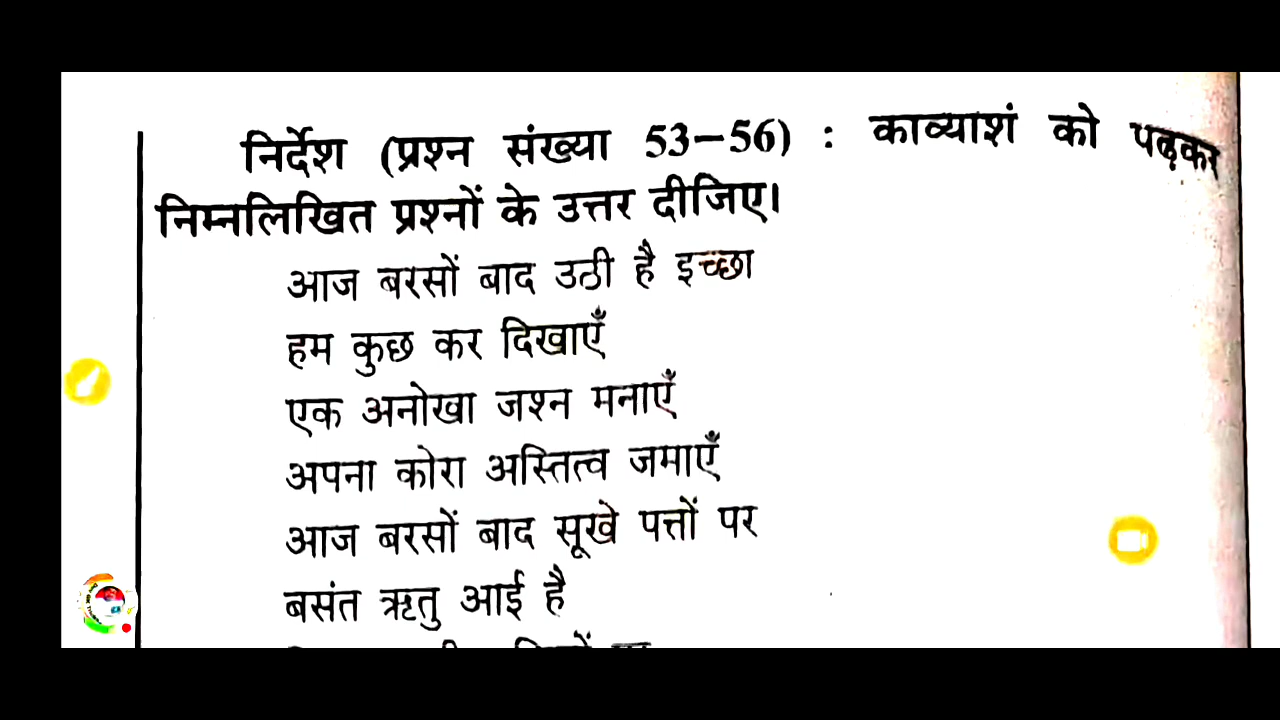 निर्देश (प्रश्न संख्या 53–56) : काव्याशं को पढ़कर
निम्नलिखित प्रश्नों के उत्तर दीजिए।
आज बरसों बाद उठी है इच्छा
हम कुछ कर दिखाएँ
एक अनोखा जश्न मनाएँ
अपना कोरा अस्तित्व जमाएँ
आज बरसों बाद सूखे पत्तों पर
बसंत ऋतु आई है